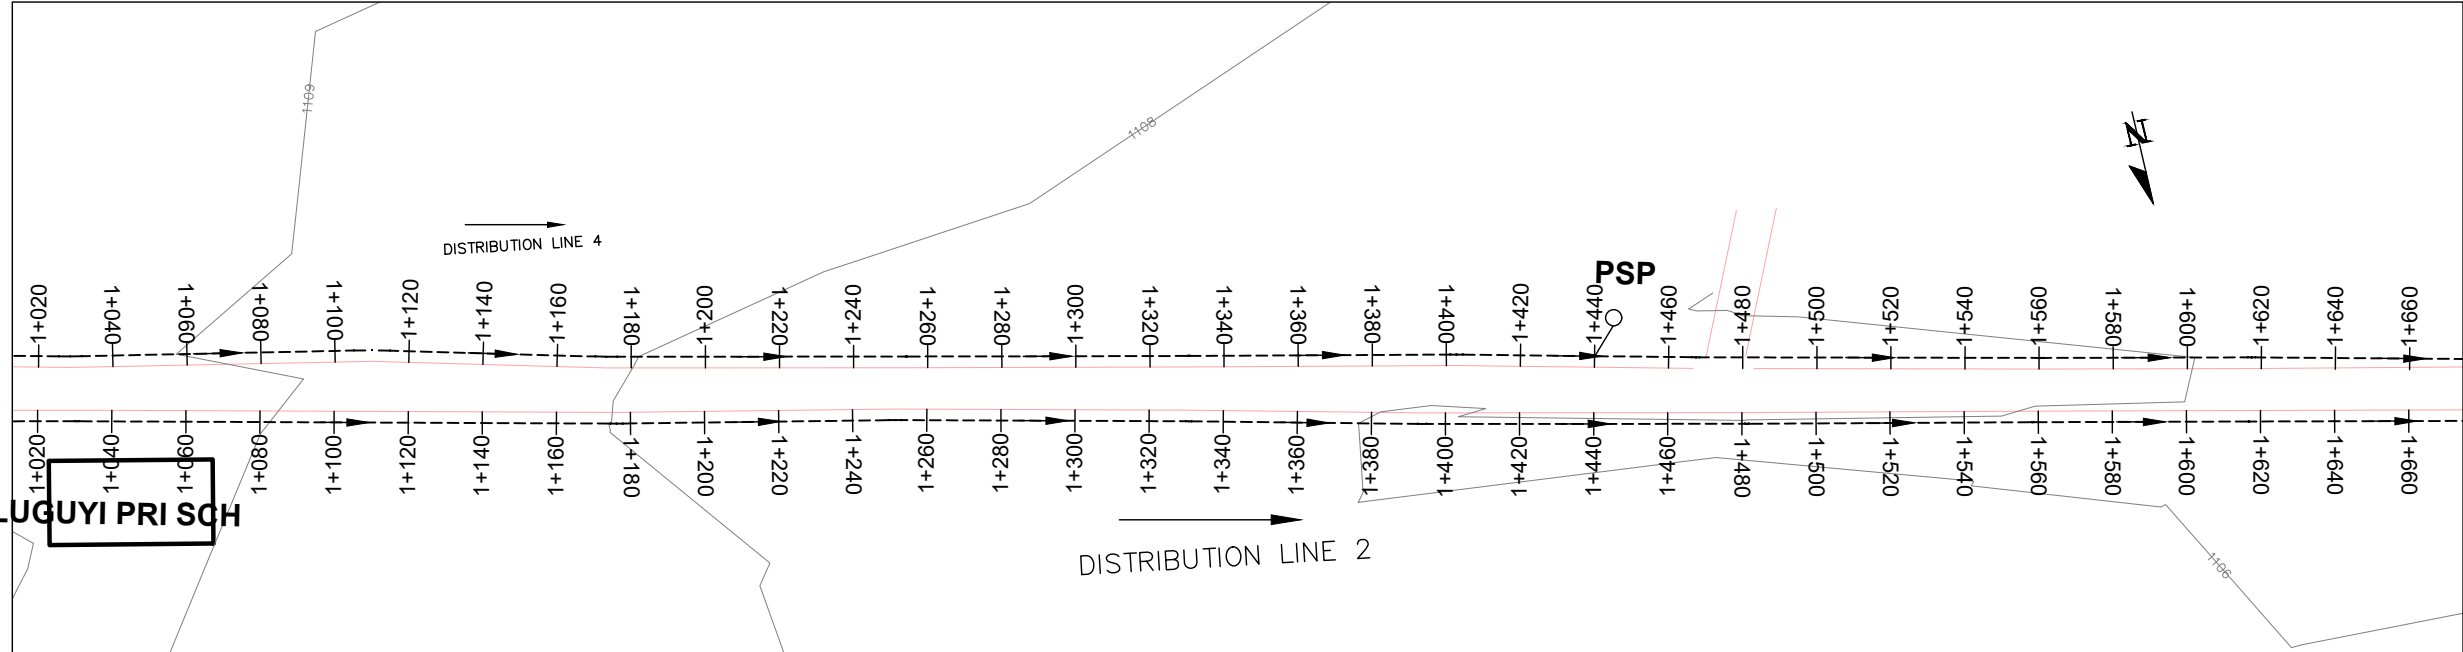 1109
1108
N
DISTRIBUTION LINE 4
PSP
1+020 1+040 1+060 1+080 1+100 1+120 1+140 1+160 1+180 1+200 1+220 1+240 1+260 1+280 1+300 1+320 1+340 1+360 1+380 1+400 1+420 1+440 1+460 1+480 1+500 1+520 1+540 1+560 1+580 1+600 1+620 1+640 1+660
1+020 1+040 1+060 1+080 1+100 1+120 1+140 1+160 1+180 1+200 1+220 1+240 1+260 1+280 1+300 1+320 1+340 1+360 1+380 1+400 1+420 1+440 1+460 1+480 1+500 1+520 1+540 1+560 1+580 1+600 1+620 1+640 1+660
LUGUYI PRI SCH
DISTRIBUTION LINE 2
1106